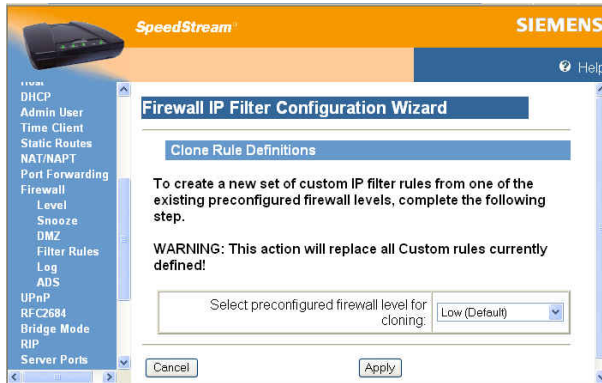 SpeedStream
SIEMENS
Help
Host
DHCP
Admin User
Time Client
Static Routes
NAT/NAPT
Port Forwarding
Firewall
Level
Snooze
DMZ
Filter Rules
Log
ADS
UPnP
RFC2684
Bridge Mode
RIP
Server Ports
Firewall IP Filter Configuration Wizard
Clone Rule Definitions
To create a new set of custom IP filter rules from one of the
existing preconfigured firewall levels, complete the following
step.
WARNING: This action will replace all Custom rules currently
defined!
Select preconfigured firewall level for
cloning:
Low (Default)
Cancel
Apply